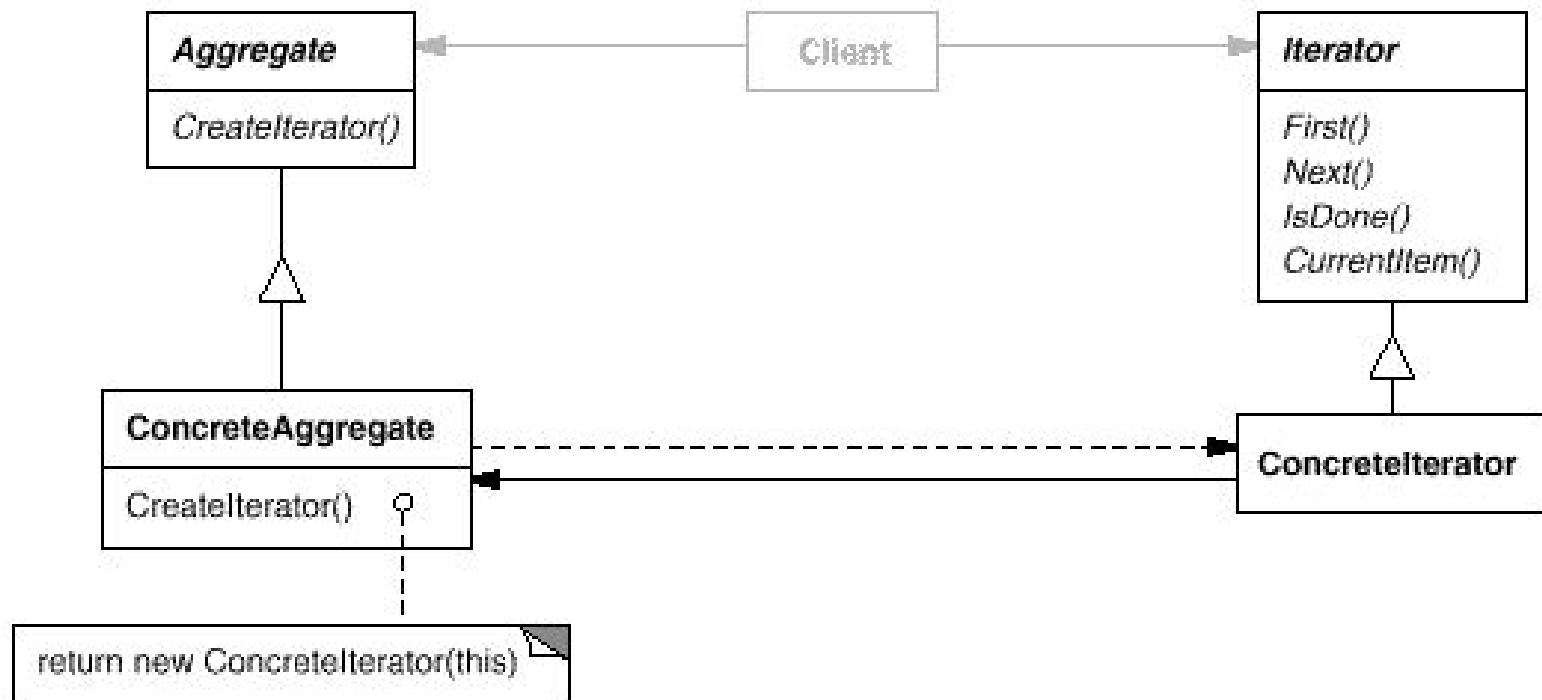 Aggregate
CreateIterator()
Client
Iterator
First()
Next()
IsDone()
CurrentItem()
ConcreteAggregate
CreateIterator()
return new ConcreteIterator(this)
ConcreteIterator